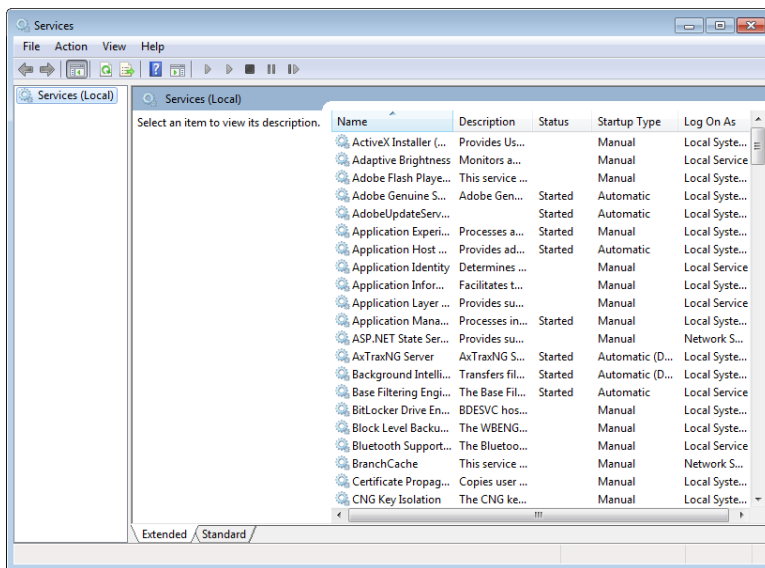 Services
File Action View Help
Services (Local)
Services (Local)
Select an item to view its description.
Name Description Status Startup Type Log On As
ActiveX Installer (... Provides Us... Manual Local Syste...
Adaptive Brightness Monitors a... Manual Local Service
Adobe Flash Playe... This service ... Manual Local Syste...
Adobe Genuine S... Adobe Gen... Started Automatic Local Syste...
AdobeUpdateServ... Started Automatic Local Syste...
Application Experi... Processes a... Started Manual Local Syste...
Application Host ... Provides ad... Started Automatic Local Syste...
Application Identity Determines ... Manual Local Service
Application Infor... Facilitates t... Manual Local Syste...
Application Layer ... Provides su... Manual Local Service
Application Mana... Processes in... Started Manual Local Syste...
ASP.NET State Ser... Provides su... Manual Network S...
AxTraxNG Server AxTraxNG S... Started Automatic (D... Local Syste...
Background Intelli... Transfers fil... Started Automatic (D... Local Syste...
Base Filtering Engi... The Base Fil... Started Automatic Local Service
BitLocker Drive En... BDESVC hos... Manual Local Syste...
Block Level Backu... The WBENG... Manual Local Syste...
Bluetooth Support... The Bluetoo... Manual Local Service
BranchCache This service ... Manual Network S...
Certificate Propag... Copies user ... Manual Local Syste...
CNG Key Isolation The CNG ke... Manual Local Syste...
Extended Standard